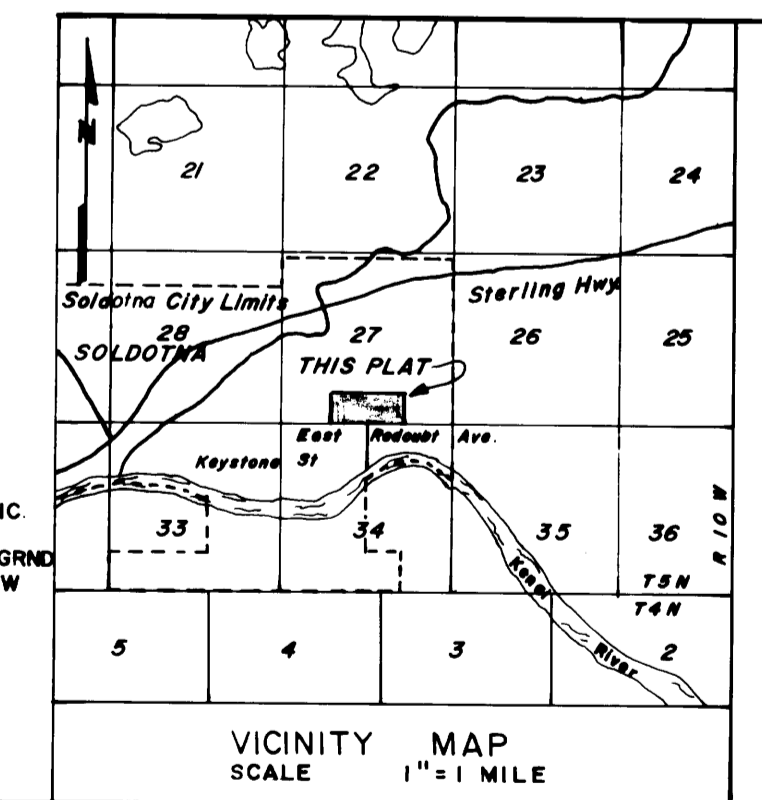 N
21 22 23 24
Soldotna City Limits
Sterling Hwy
28 27 26 25
SOLDOTNA
THIS PLAT
East Redoubt Ave.
Keystone St
IC.
33 34 35 36
R 10 W
GRND
W
Kenai River
T5N
T4N
5 4 3 2
VICINITY MAP
SCALE 1"=1 MILE